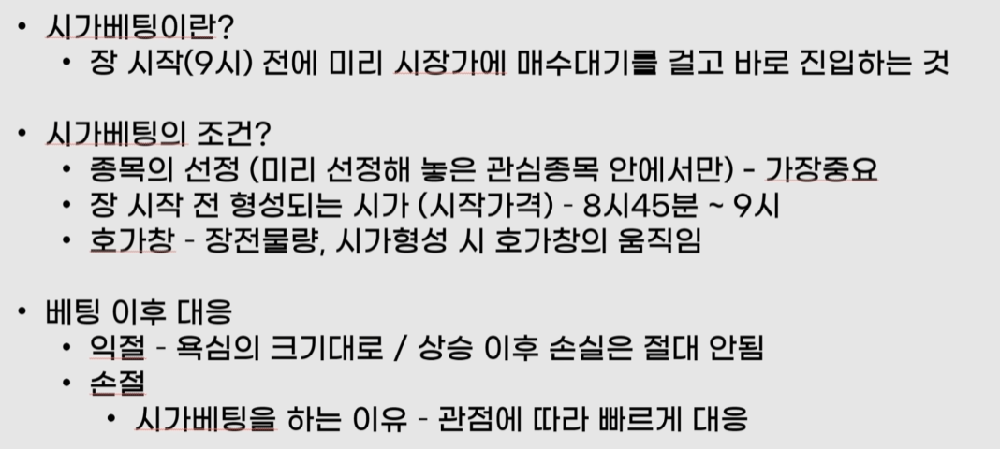 • 시가베팅이란?
• 장 시작(9시) 전에 미리 시장가에 매수대기를 걸고 바로 진입하는 것
• 시가베팅의 조건?
• 종목의 선정 (미리 선정해 놓은 관심종목 안에서만) - 가장중요
• 장 시작 전 형성되는 시가 (시작가격) - 8시45분 ~ 9시
• 호가창 - 장전물량, 시가형성 시 호가창의 움직임
• 베팅 이후 대응
• 익절 - 욕심의 크기대로 / 상승 이후 손실은 절대 안됨
• 손절
• 시가베팅을 하는 이유 - 관점에 따라 빠르게 대응